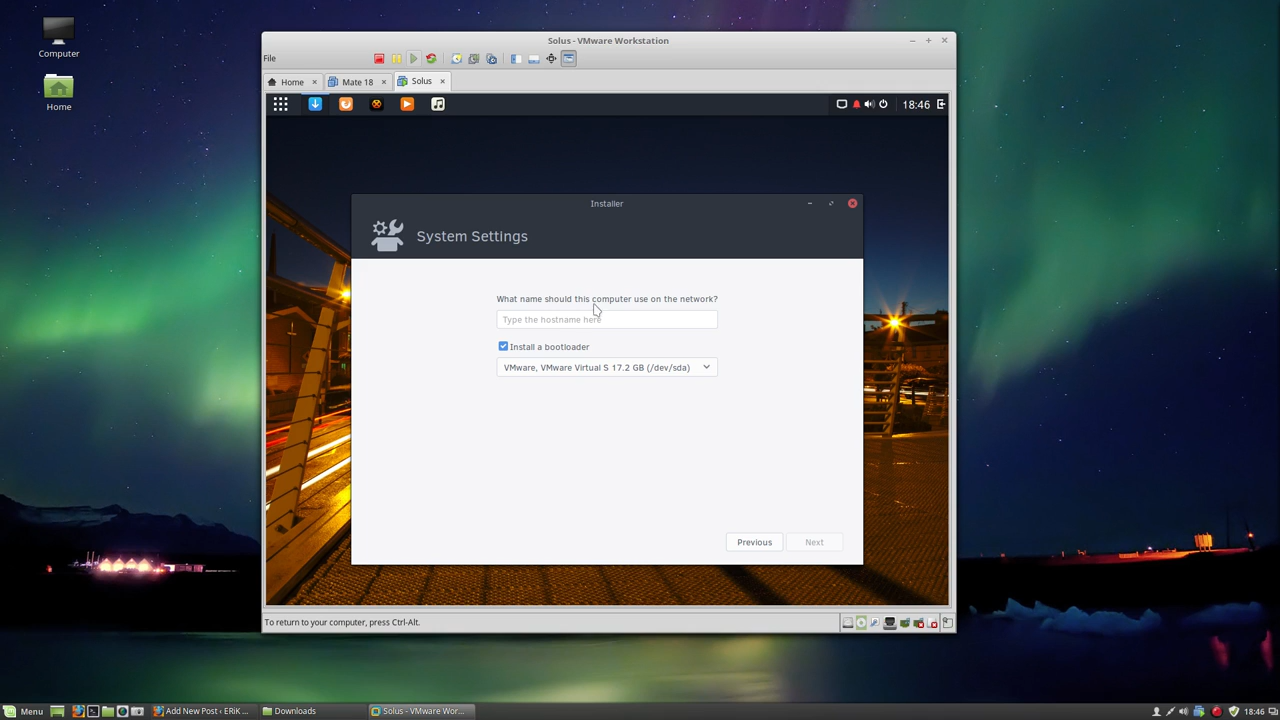 Computer
Home
Solus - VMware Workstation
File
Home
Mate 18
Solus
18:46
Installer
System Settings
What name should this computer use on the network?
Type the hostname here
Install a bootloader
VMware, VMware Virtual S 17.2 GB (/dev/sda)
Previous
Next
To return to your computer, press Ctrl-Alt.
Menu
Add New Post ‹ ERiK ...
Downloads
Solus - VMware Wor...
18:46